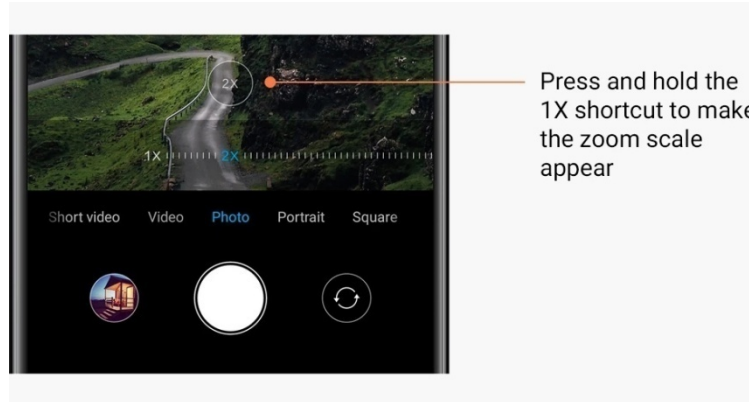 2X
Press and hold the
1X shortcut to make
the zoom scale
appear
1X 2X
Short video Video Photo Portrait Square